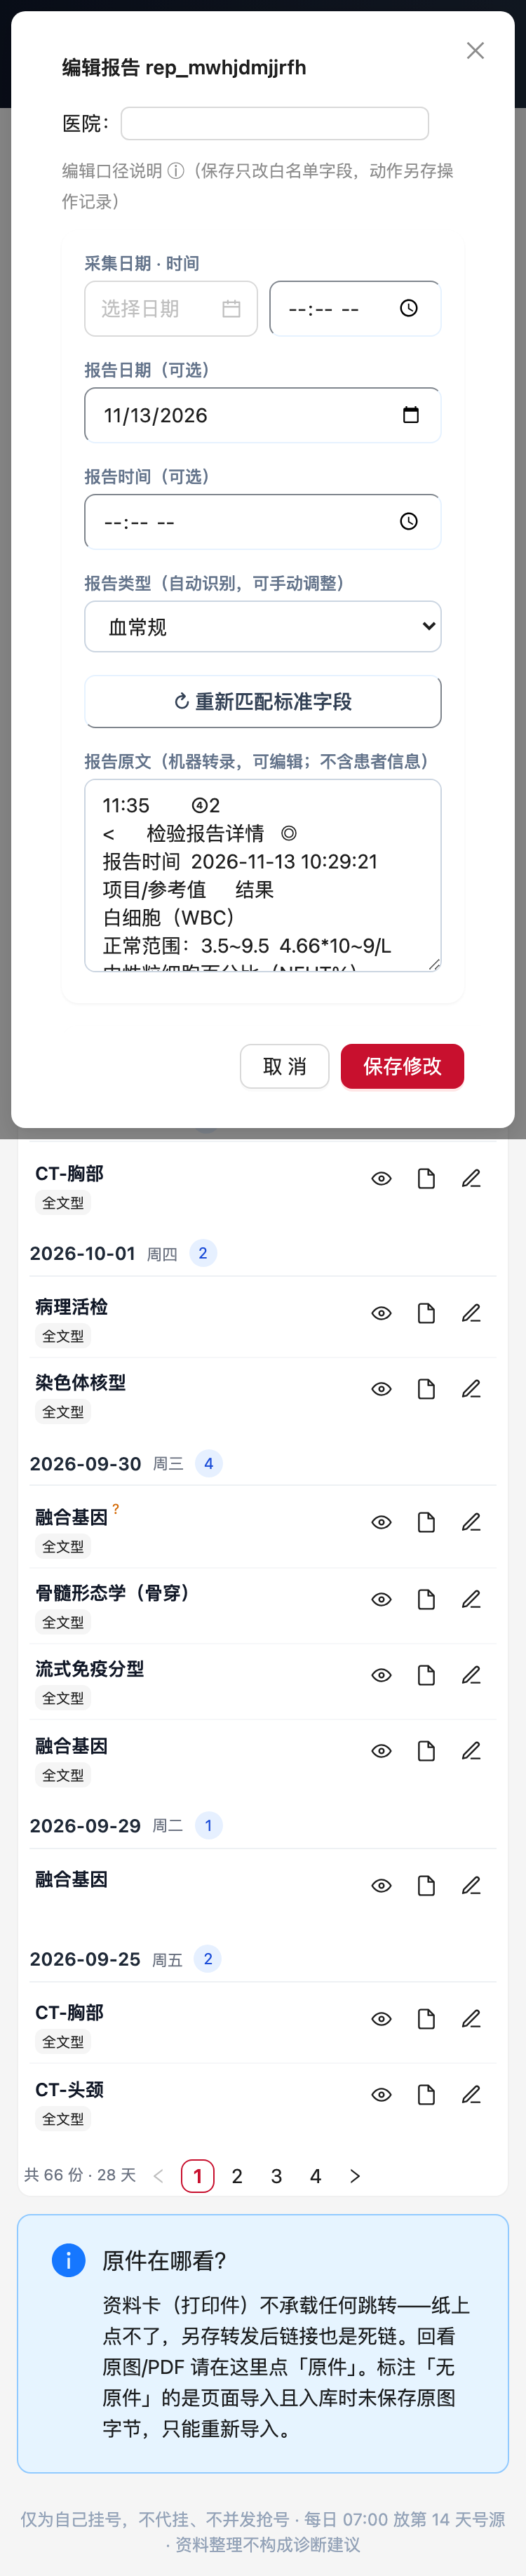 编辑报告 rep_mwhjdmjjrfh
医院：
编辑口径说明 ⓘ（保存只改白名单字段，动作另存操
作记录）
采集日期 · 时间
选择日期 --:-- --
报告日期（可选）
11/13/2026
报告时间（可选）
--:-- --
报告类型（自动识别，可手动调整）
血常规
↻ 重新匹配标准字段
报告原文（机器转录，可编辑；不含患者信息）
11:35 ④2
< 检验报告详情 ◎
报告时间 2026-11-13 10:29:21
项目/参考值 结果
白细胞（WBC）
正常范围：3.5~9.5 4.66*10~9/L
取 消 保存修改
CT-胸部
全文型
2026-10-01 周四 2
病理活检
全文型
染色体核型
全文型
2026-09-30 周三 4
融合基因 ?
全文型
骨髓形态学（骨穿）
全文型
流式免疫分型
全文型
融合基因
全文型
2026-09-29 周二 1
融合基因
2026-09-25 周五 2
CT-胸部
全文型
CT-头颈
全文型
共 66 份 · 28 天 < 1 2 3 4 >
原件在哪看?
资料卡（打印件）不承载任何跳转——纸上
点不了，另存转发后链接也是死链。回看
原图/PDF 请在这里点「原件」。标注「无
原件」的是页面导入且入库时未保存原图
字节，只能重新导入。
仅为自己挂号，不代挂、不并发抢号 · 每日 07:00 放第 14 天号源
· 资料整理不构成诊断建议